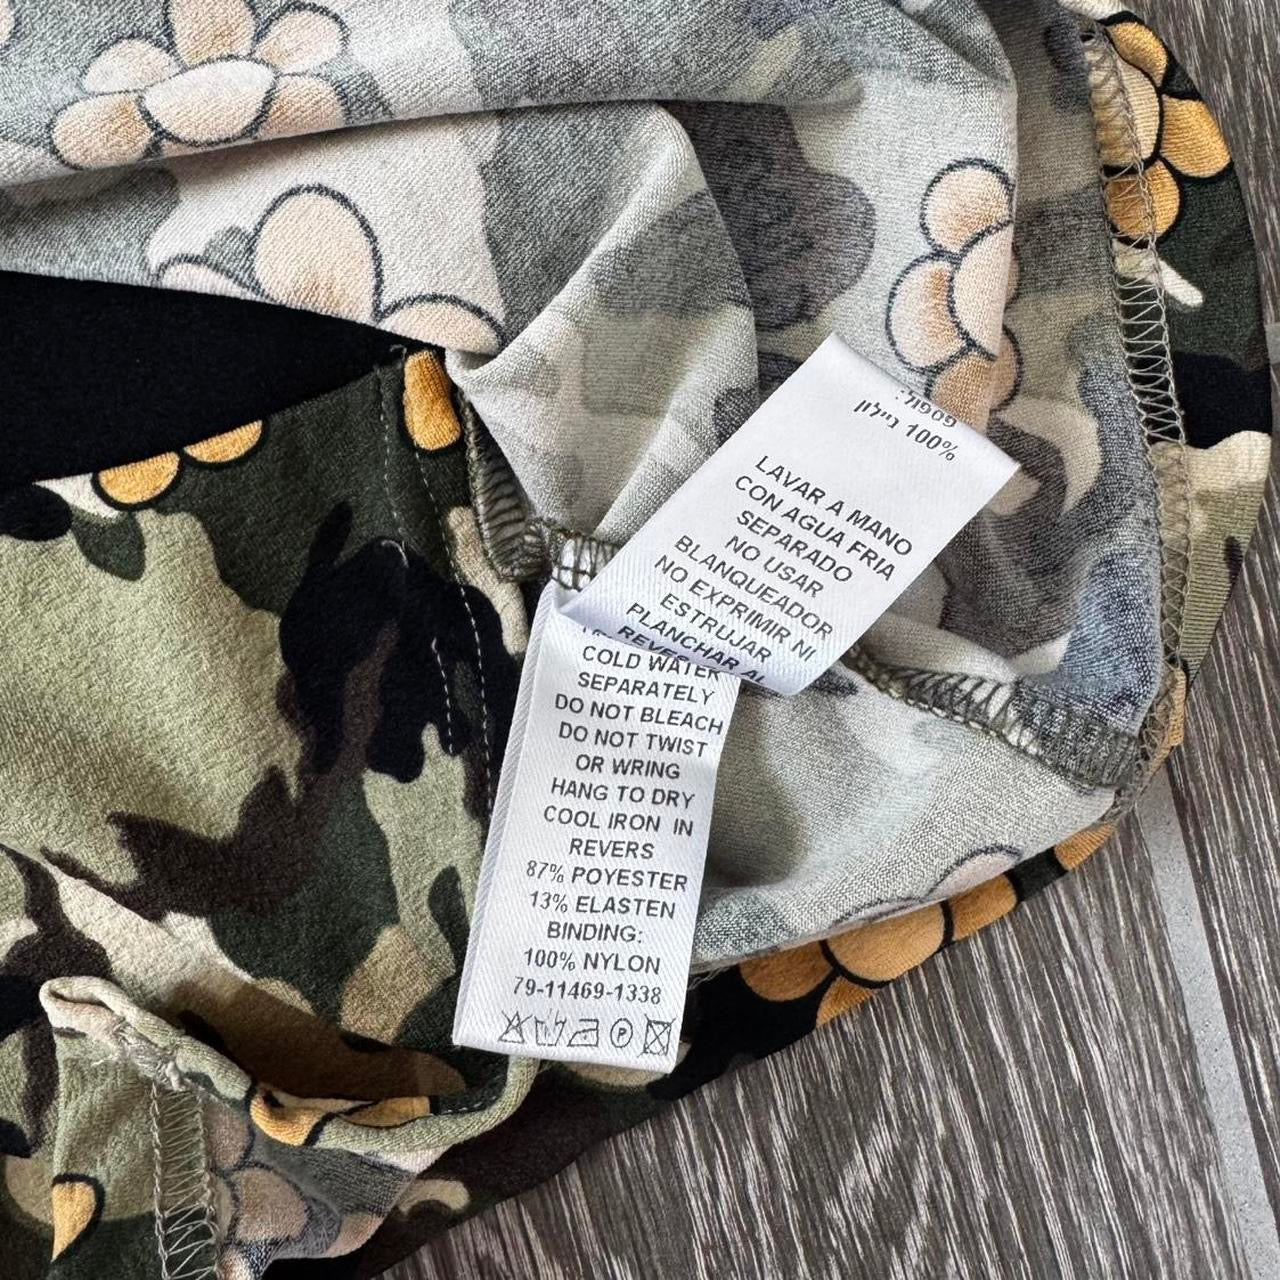 פספול:
100% ניילון
LAVAR A MANO
CON AGUA FRIA
SEPARADO
NO USAR
BLANQUEADOR
NO EXPRIMIR NI
ESTRUJAR
PLANCHAR AL
REVES
COLD WATER
SEPARATELY
DO NOT BLEACH
DO NOT TWIST
OR WRING
HANG TO DRY
COOL IRON IN
REVERS
87% POYESTER
13% ELASTEN
BINDING:
100% NYLON
79-11469-1338
P